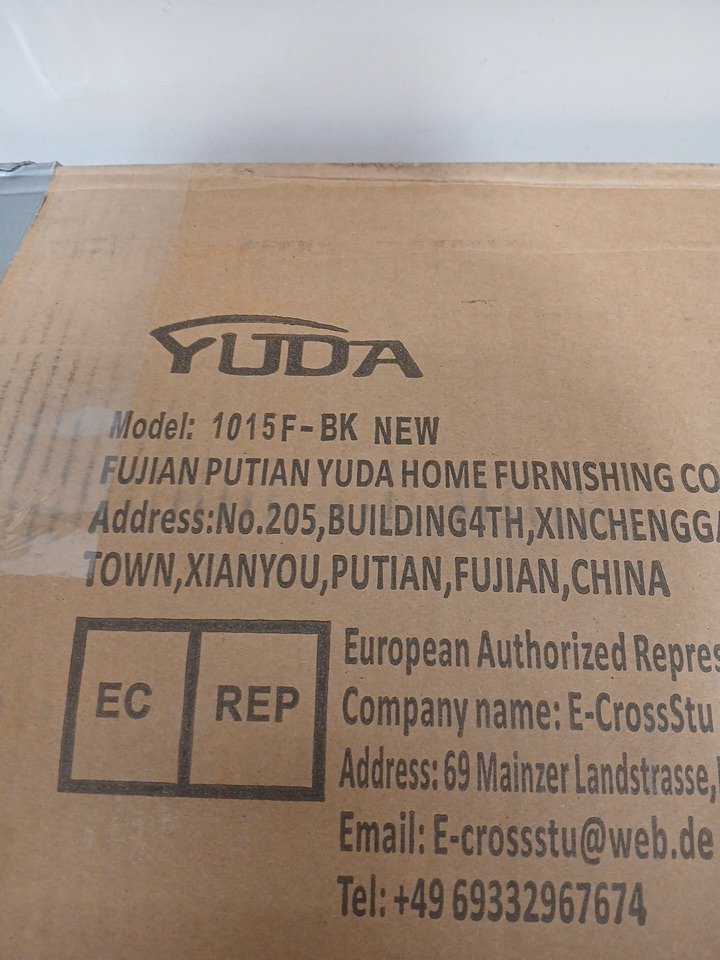 YUDA
Model: 1015F-BK NEW
FUJIAN PUTIAN YUDA HOME FURNISHING CO
Address:No.205,BUILDING4TH,XINCHENGGA
TOWN,XIANYOU,PUTIAN,FUJIAN,CHINA
EC REP
European Authorized Repres
Company name: E-CrossStu
Address: 69 Mainzer Landstrasse,
Email: E-crossstu@web.de
Tel: +49 69332967674